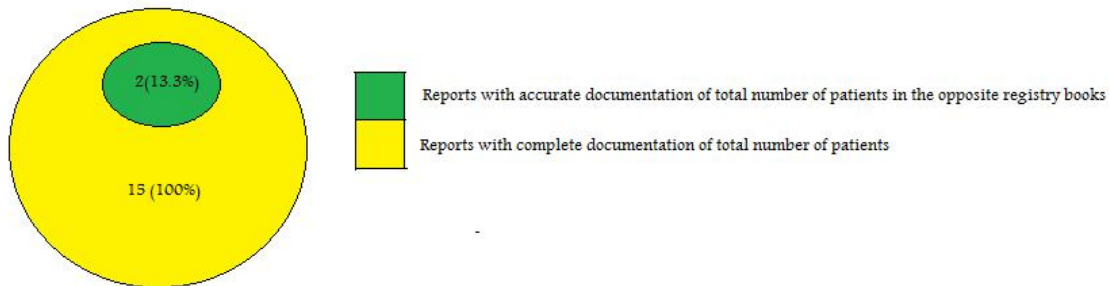 2(13.3%)
Reports with accurate documentation of total number of patients in the opposite registry books
Reports with complete documentation of total number of patients
15 (100%)
-